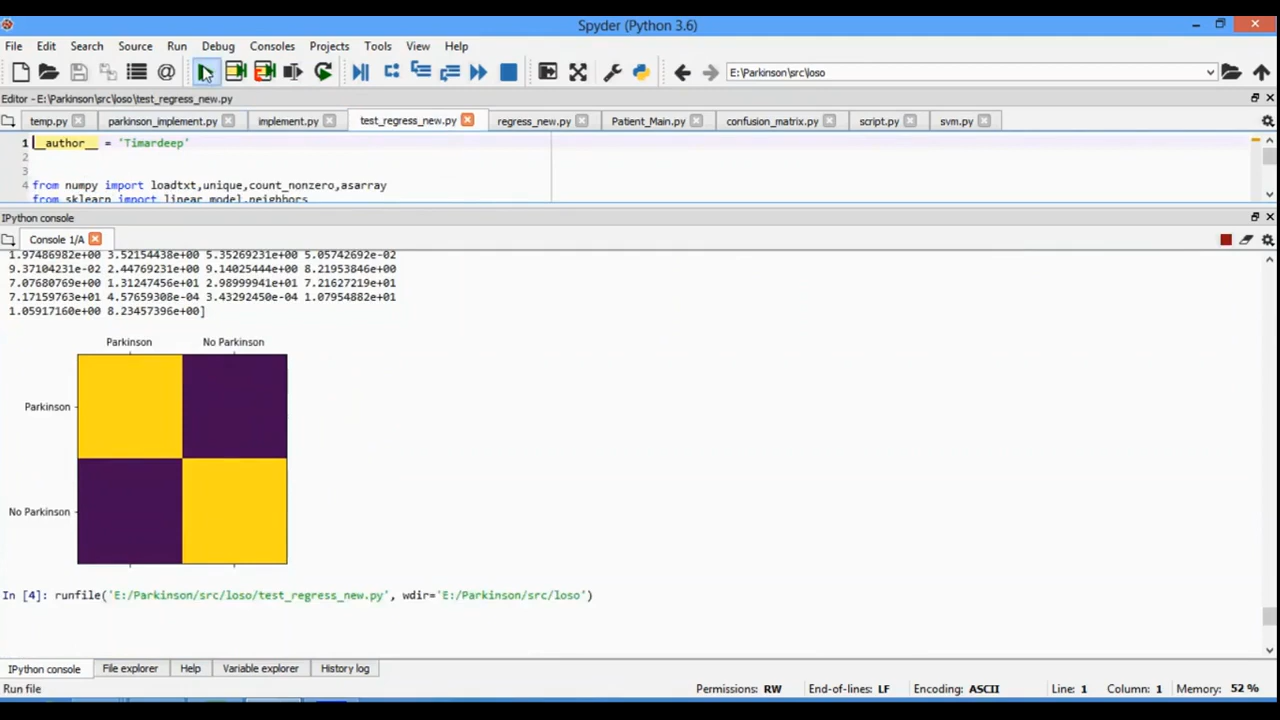 Spyder (Python 3.6)
File Edit Search Source Run Debug Consoles Projects Tools View Help
E:\Parkinson\src\loso
Editor - E:\Parkinson\src\loso\test_regress_new.py
temp.py parkinson_implement.py implement.py test_regress_new.py regress_new.py Patient_Main.py confusion_matrix.py script.py svm.py
1 __author__ = 'Timardeep'
2
3
4 from numpy import loadtxt,unique,count_nonzero,asarray
from sklearn import linear_model,neighbors
IPython console
Console 1/A
1.97486982e+00 3.52154438e+00 5.35269231e+00 5.05742692e-02
9.37104231e-02 2.44769231e+00 9.14025444e+00 8.21953846e+00
7.07680769e+00 1.31247456e+01 2.98999941e+01 7.21627219e+01
7.17159763e+01 4.57659308e-04 3.43292450e-04 1.07954882e+01
1.05917160e+00 8.23457396e+00]
Parkinson No Parkinson
Parkinson
No Parkinson
In [4]: runfile('E:/Parkinson/src/loso/test_regress_new.py', wdir='E:/Parkinson/src/loso')
IPython console File explorer Help Variable explorer History log
Run file Permissions: RW End-of-lines: LF Encoding: ASCII Line: 1 Column: 1 Memory: 52 %